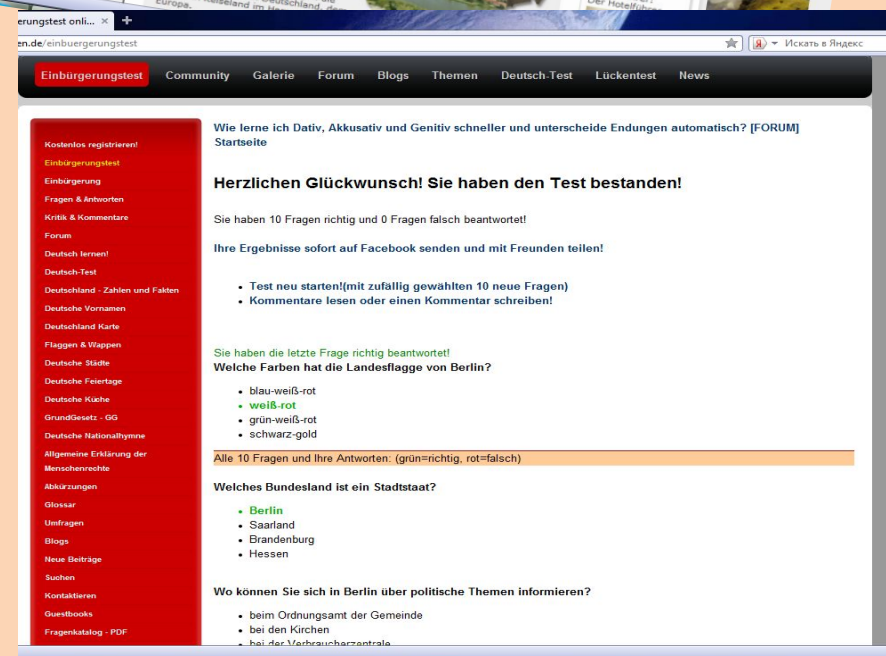 Europa.
Der Hotelführer
erungstest onli... ×
en.de/einbuergerungstest
Я Искать в Яндекс
Einbürgerungstest Community Galerie Forum Blogs Themen Deutsch-Test Lückentest News
Kostenlos registrieren!
Einbürgerungstest
Einbürgerung
Fragen & Antworten
Kritik & Kommentare
Forum
Deutsch lernen!
Deutsch-Test
Deutschland - Zahlen und Fakten
Deutsche Vornamen
Deutschland Karte
Flaggen & Wappen
Deutsche Städte
Deutsche Feiertage
Deutsche Küche
GrundGesetz - GG
Deutsche Nationalhymne
Allgemeine Erklärung der
Menschenrechte
Abkürzungen
Glossar
Umfragen
Blogs
Neue Beiträge
Suchen
Kontaktieren
Guestbooks
Fragenkatalog - PDF
Wie lerne ich Dativ, Akkusativ und Genitiv schneller und unterscheide Endungen automatisch? [FORUM]
Startseite
Herzlichen Glückwunsch! Sie haben den Test bestanden!
Sie haben 10 Fragen richtig und 0 Fragen falsch beantwortet!
Ihre Ergebnisse sofort auf Facebook senden und mit Freunden teilen!
• Test neu starten!(mit zufällig gewählten 10 neue Fragen)
• Kommentare lesen oder einen Kommentar schreiben!
Sie haben die letzte Frage richtig beantwortet!
Welche Farben hat die Landesflagge von Berlin?
• blau-weiß-rot
• weiß-rot
• grün-weiß-rot
• schwarz-gold
Alle 10 Fragen und Ihre Antworten: (grün=richtig, rot=falsch)
Welches Bundesland ist ein Stadtstaat?
• Berlin
• Saarland
• Brandenburg
• Hessen
Wo können Sie sich in Berlin über politische Themen informieren?
• beim Ordnungsamt der Gemeinde
• bei den Kirchen
• bei der Verbraucherzentrale